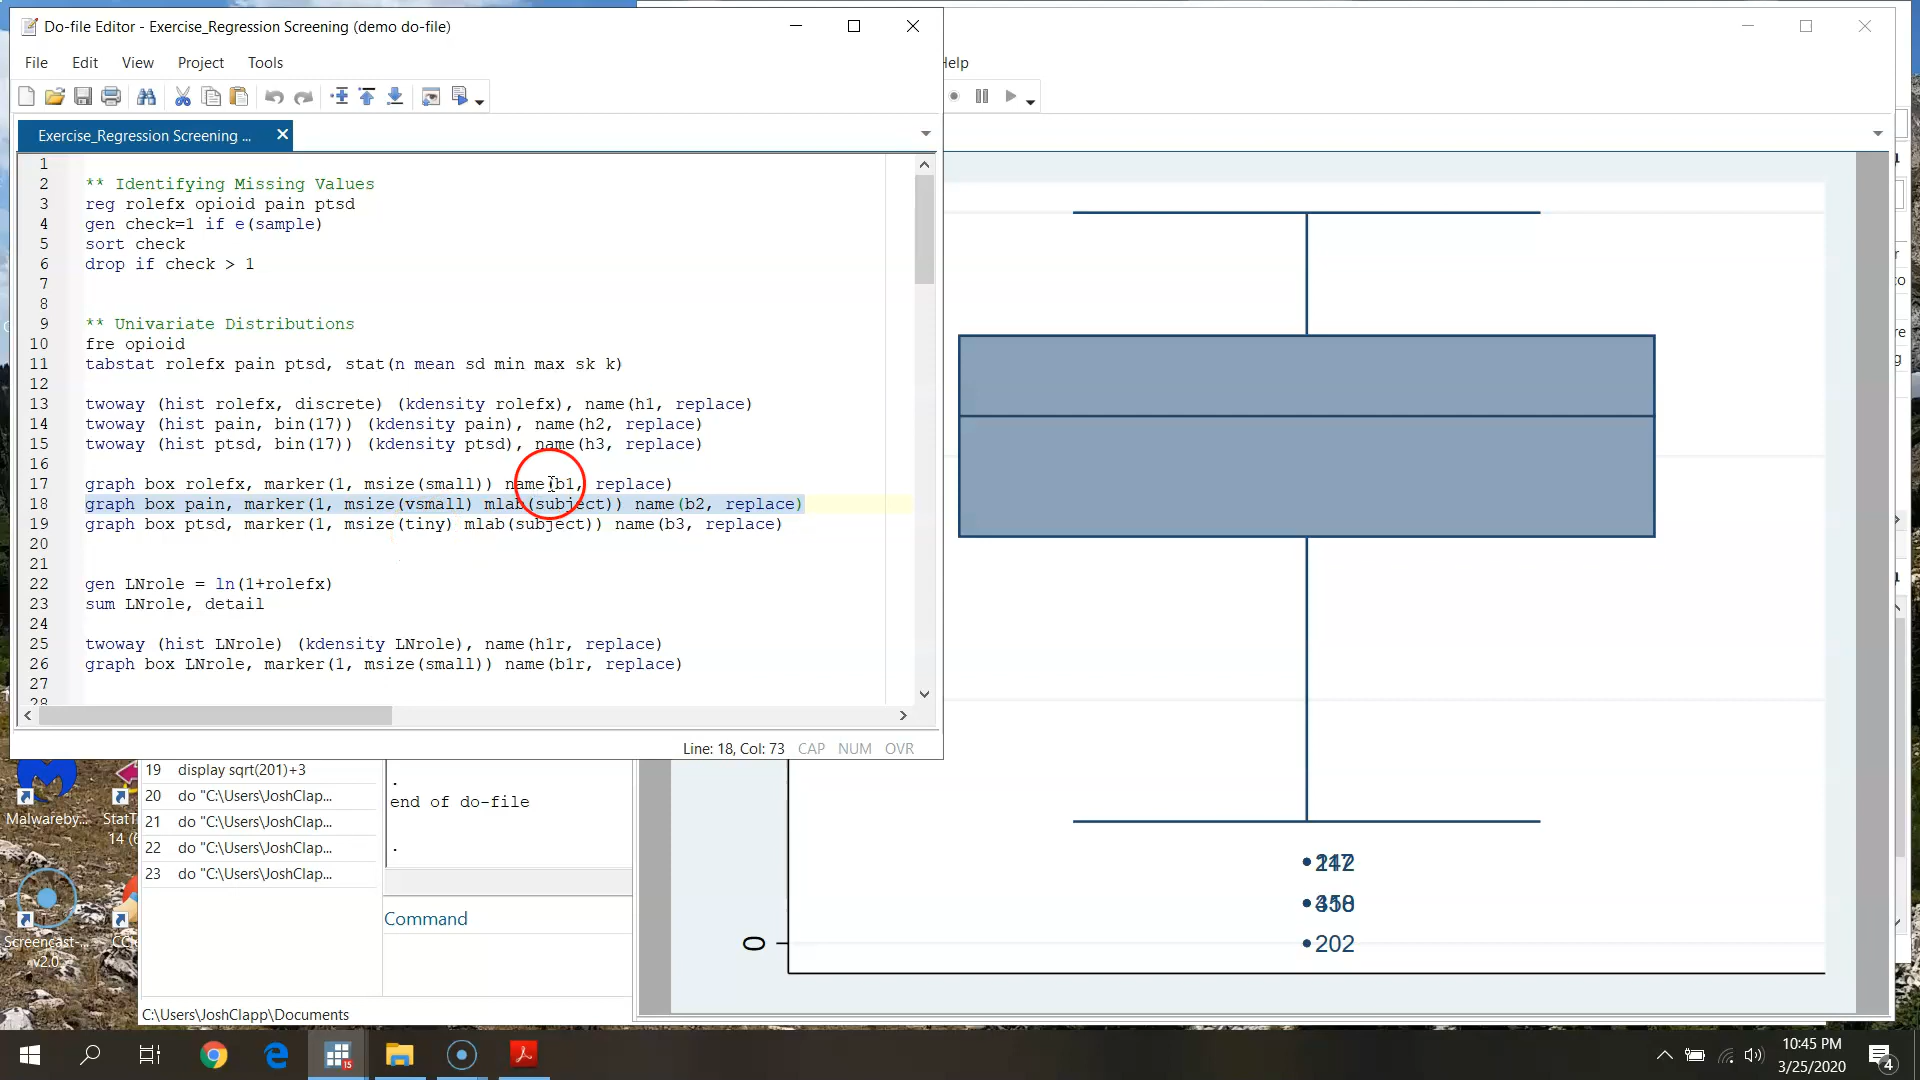 Do-file Editor - Exercise_Regression Screening (demo do-file)
File Edit View Project Tools
Help
Exercise_Regression Screening ...
1
2 ** Identifying Missing Values
3 reg rolefx opioid pain ptsd
4 gen check=1 if e(sample)
5 sort check
6 drop if check > 1
7
8
9 ** Univariate Distributions
10 fre opioid
11 tabstat rolefx pain ptsd, stat(n mean sd min max sk k)
12
13 twoway (hist rolefx, discrete) (kdensity rolefx), name(h1, replace)
14 twoway (hist pain, bin(17)) (kdensity pain), name(h2, replace)
15 twoway (hist ptsd, bin(17)) (kdensity ptsd), name(h3, replace)
16
17 graph box rolefx, marker(1, msize(small)) name(b1, replace)
18 graph box pain, marker(1, msize(vsmall) mlab(subject)) name(b2, replace)
19 graph box ptsd, marker(1, msize(tiny) mlab(subject)) name(b3, replace)
20
21
22 gen LNrole = ln(1+rolefx)
23 sum LNrole, detail
24
25 twoway (hist LNrole) (kdensity LNrole), name(h1r, replace)
26 graph box LNrole, marker(1, msize(small)) name(b1r, replace)
27
28
Line: 18, Col: 73 CAP NUM OVR
19 display sqrt(201)+3
20 do "C:\Users\JoshClap...
21 do "C:\Users\JoshClap...
22 do "C:\Users\JoshClap...
23 do "C:\Users\JoshClap...
.
end of do-file
.
Command
C:\Users\JoshClapp\Documents
0
202
Malwareby...
StatTr
14 (6
Screencast-...
v2.0
15
10:45 PM
3/25/2020
4